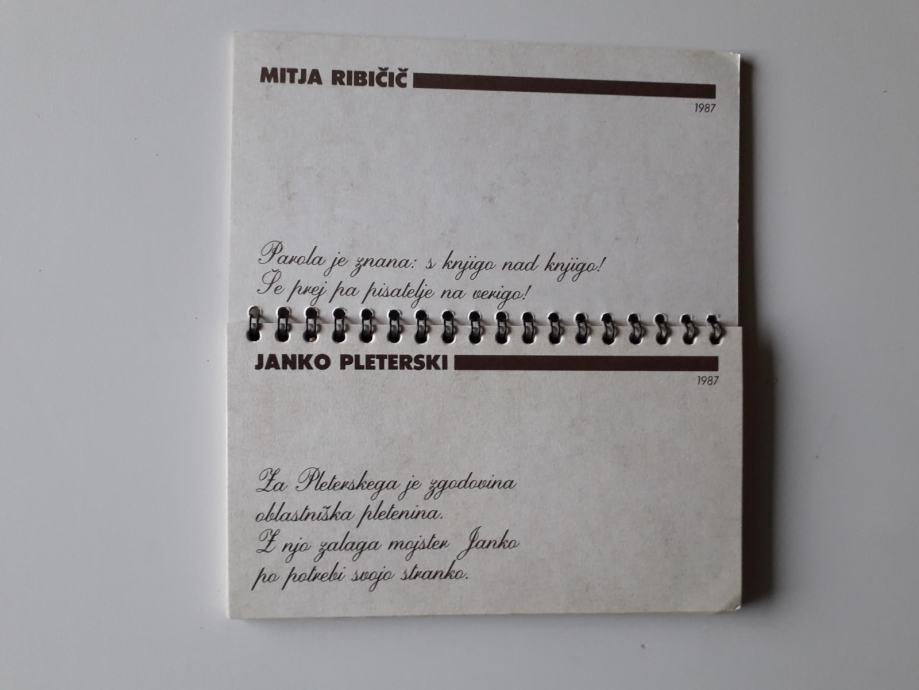 MITJA RIBIČIČ
1987
Parola je znana: s knjigo nad knjigo!
Še prej pa pisatelje na verigo!
JANKO PLETERSKI
1987
Za Pleterskega je zgodovina
oblastniška pletenina.
Z njo zalaga mojster Janko
po potrebi svojo stranko.